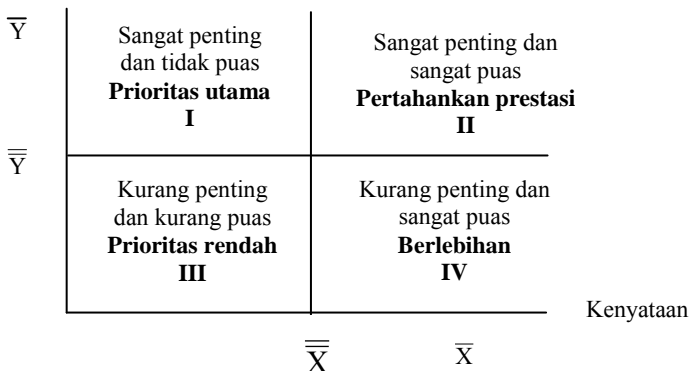 Y̅
Sangat penting
dan tidak puas
Prioritas utama
I
Sangat penting dan
sangat puas
Pertahankan prestasi
II
Y̿
Kurang penting
dan kurang puas
Prioritas rendah
III
Kurang penting dan
sangat puas
Berlebihan
IV
Kenyataan
X̿
X̅